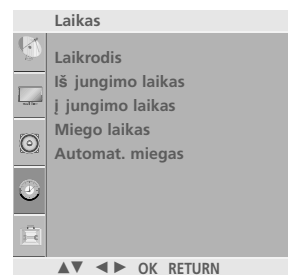 Laikas
Laikrodis
Iš jungimo laikas
į jungimo laikas
Miego laikas
Automat. miegas
▲▼ ◄► OK RETURN